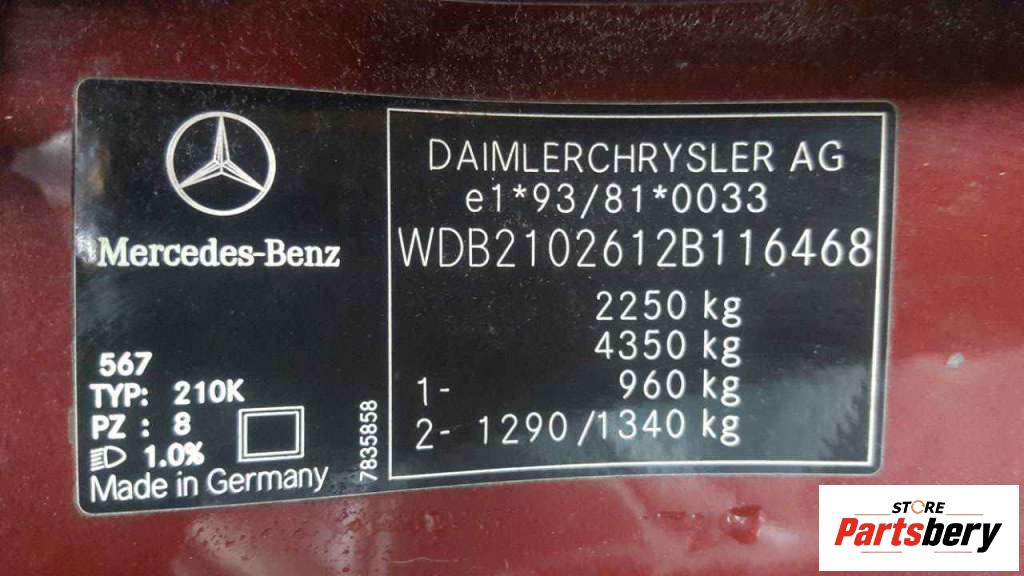 Mercedes-Benz
567
TYP: 210K
PZ : 8
1.0%
Made in Germany
7835858
DAIMLERCHRYSLER AG
e1*93/81*0033
WDB2102612B116468
2250 kg
4350 kg
1- 960 kg
2- 1290/1340 kg
STORE
Partsbery